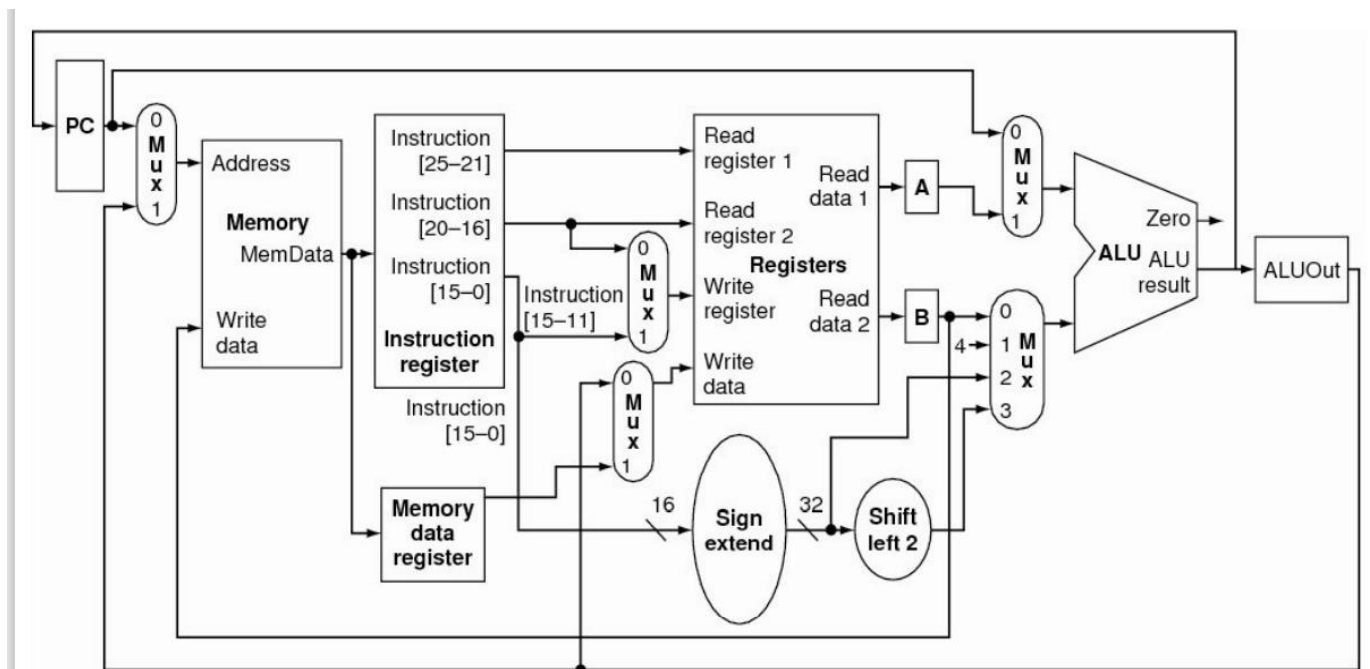 PC
0
M
u
x
1
Address
Memory
MemData
Write
data
Instruction
[25–21]
Instruction
[20–16]
Instruction
[15–0]
Instruction
register
Instruction
[15–11]
Instruction
[15–0]
Memory
data
register
0
M
u
x
1
0
M
u
x
1
Read
register 1
Read
register 2
Registers
Write
register
Write
data
Read
data 1
Read
data 2
16
Sign
extend
32
Shift
left 2
A
B
4
0
M
u
x
1
0
1
2
3
M
u
x
Zero
ALU
ALU
result
ALUOut